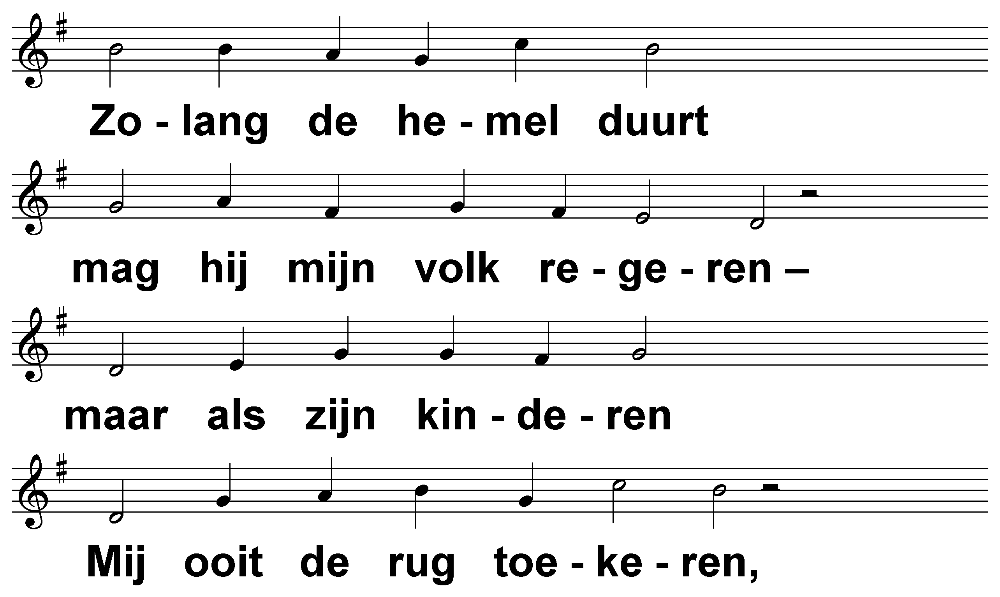 Zo - lang de he - mel duurt
mag hij mijn volk re - ge - ren –
maar als zijn kin - de - ren
Mij ooit de rug toe - ke - ren,